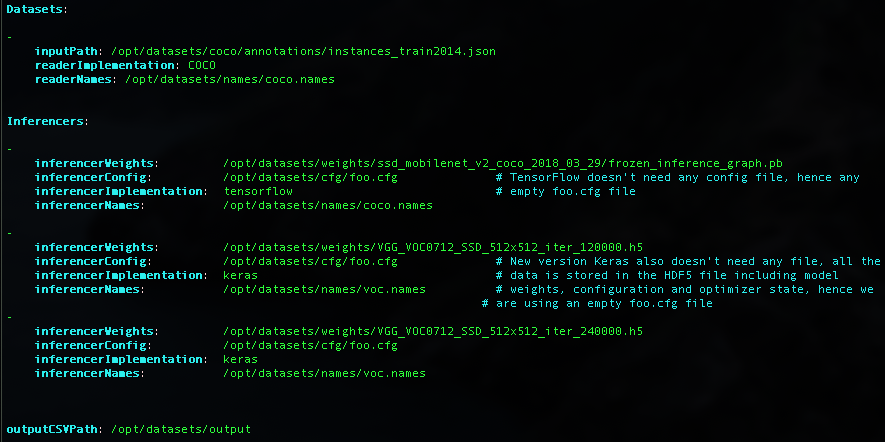 Datasets:
-
inputPath: /opt/datasets/coco/annotations/instances_train2014.json
readerImplementation: COCO
readerNames: /opt/datasets/names/coco.names
Inferencers:
-
inferencerWeights: /opt/datasets/weights/ssd_mobilenet_v2_coco_2018_03_29/frozen_inference_graph.pb
inferencerConfig: /opt/datasets/cfg/foo.cfg # TensorFlow doesn't need any config file, hence any
inferencerImplementation: tensorflow # empty foo.cfg file
inferencerNames: /opt/datasets/names/coco.names
-
inferencerWeights: /opt/datasets/weights/VGG_VOC0712_SSD_512x512_iter_120000.h5
inferencerConfig: /opt/datasets/cfg/foo.cfg # New version Keras also doesn't need any file, all the
inferencerImplementation: keras # data is stored in the HDF5 file including model
inferencerNames: /opt/datasets/names/voc.names # weights, configuration and optimizer state, hence we
# are using an empty foo.cfg file
-
inferencerWeights: /opt/datasets/weights/VGG_VOC0712_SSD_512x512_iter_240000.h5
inferencerConfig: /opt/datasets/cfg/foo.cfg
inferencerImplementation: keras
inferencerNames: /opt/datasets/names/voc.names
outputCSVPath: /opt/datasets/output